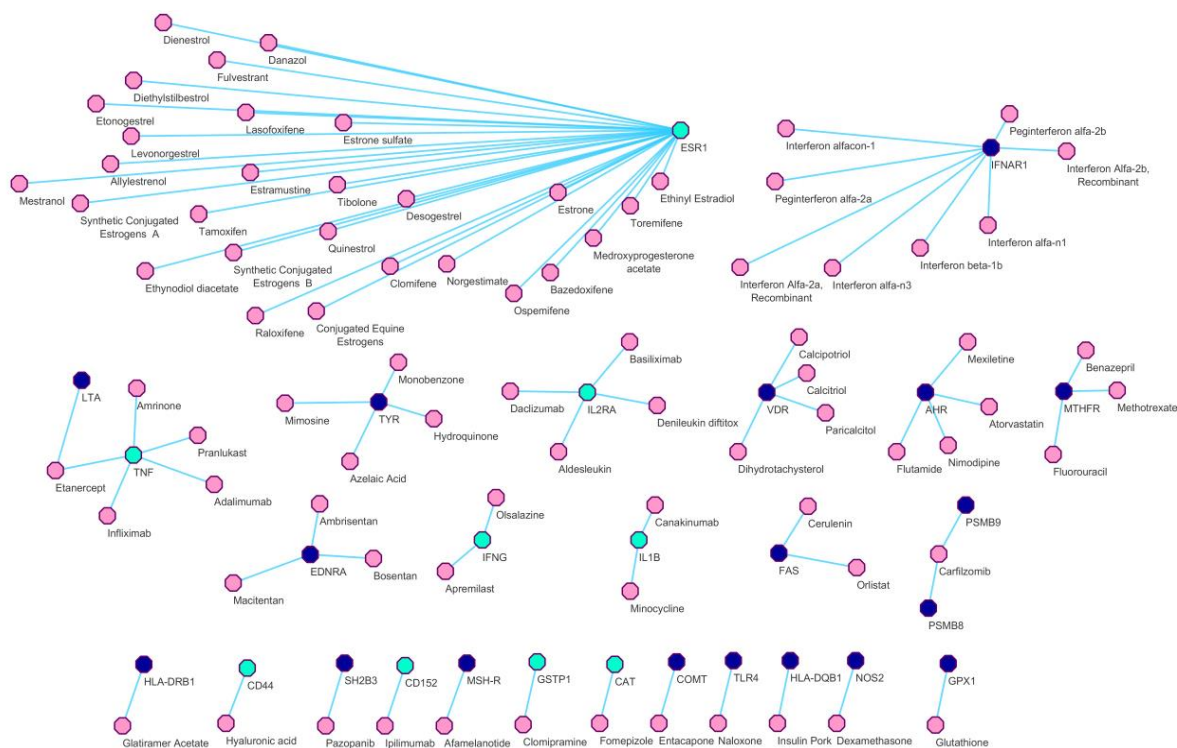 Dienestrol
Danazol
Fulvestrant
Diethylstilbestrol
Etonogestrel
Lasofoxifene
Estrone sulfate
ESR1
Levonorgestrel
Allylestrenol
Mestranol
Estramustine
Synthetic Conjugated
Estrogens A
Tibolone
Tamoxifen
Desogestrel
Estrone
Ethinyl Estradiol
Toremifene
Quinestrol
Medroxyprogesterone
acetate
Synthetic Conjugated
Estrogens B
Ethynodiol diacetate
Clomifene
Norgestimate
Bazedoxifene
Ospemifene
Raloxifene
Conjugated Equine
Estrogens
Peginterferon alfa-2b
Interferon alfacon-1
IFNAR1
Interferon Alfa-2b,
Recombinant
Peginterferon alfa-2a
Interferon alfa-n1
Interferon beta-1b
Interferon Alfa-2a,
Recombinant
Interferon alfa-n3
LTA
Amrinone
Pranlukast
TNF
Etanercept
Adalimumab
Infliximab
Monobenzone
Mimosine
TYR
Hydroquinone
Azelaic Acid
Basiliximab
Daclizumab
IL2RA
Denileukin diftitox
Aldesleukin
Calcipotriol
Calcitriol
VDR
Paricalcitol
Dihydrotachysterol
Mexiletine
AHR
Atorvastatin
Nimodipine
Flutamide
Benazepril
MTHFR
Methotrexate
Fluorouracil
Ambrisentan
EDNRA
Bosentan
Macitentan
Olsalazine
IFNG
Apremilast
Canakinumab
IL1B
Minocycline
Cerulenin
FAS
Orlistat
PSMB9
Carfilzomib
PSMB8
HLA-DRB1
CD44
SH2B3
CD152
MSH-R
GSTP1
CAT
COMT
TLR4
HLA-DQB1
NOS2
GPX1
Glatiramer Acetate
Hyaluronic acid
Pazopanib
Ipilimumab
Afamelanotide
Clomipramine
Fomepizole
Entacapone
Naloxone
Insulin Pork
Dexamethasone
Glutathione